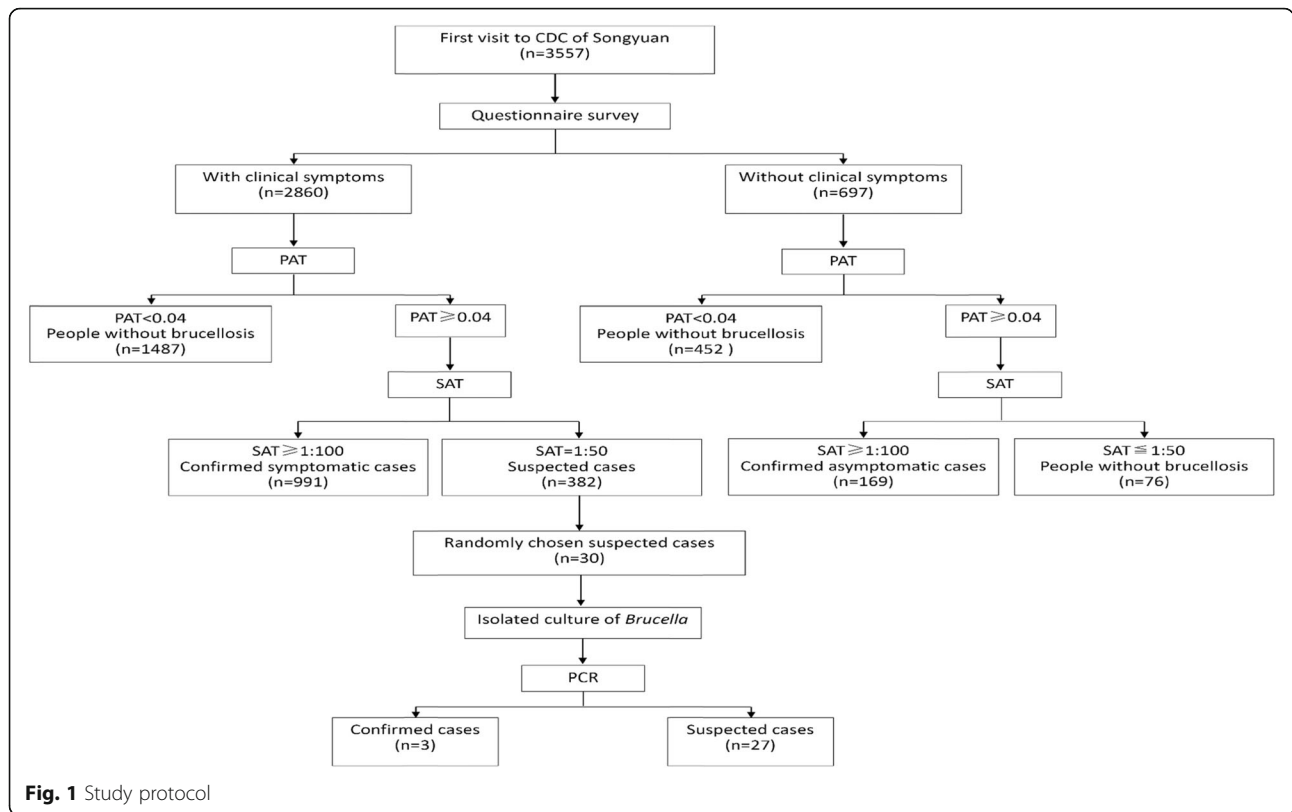 First visit to CDC of Songyuan
(n=3557)
Questionnaire survey
With clinical symptoms
(n=2860)
Without clinical symptoms
(n=697)
PAT
PAT
PAT<0.04
People without brucellosis
(n=1487)
PAT≧0.04
PAT<0.04
People without brucellosis
(n=452 )
PAT≧0.04
SAT
SAT
SAT≧1:100
Confirmed symptomatic cases
(n=991)
SAT=1:50
Suspected cases
(n=382)
SAT≧1:100
Confirmed asymptomatic cases
(n=169)
SAT≦ 1:50
People without brucellosis
(n=76)
Randomly chosen suspected cases
(n=30)
Isolated culture of Brucella
PCR
Confirmed cases
(n=3)
Suspected cases
(n=27)
Fig. 1 Study protocol